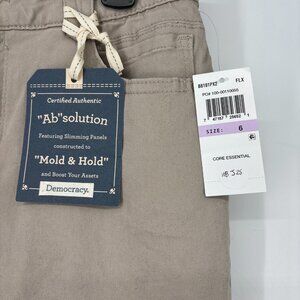 Certified Authentic
"Ab"solution
Featuring Slimming Panels
constructed to
"Mold & Hold"
and Boost Your Assets
Democracy.
FLX
SIZE: 6
CORE ESSENTIAL